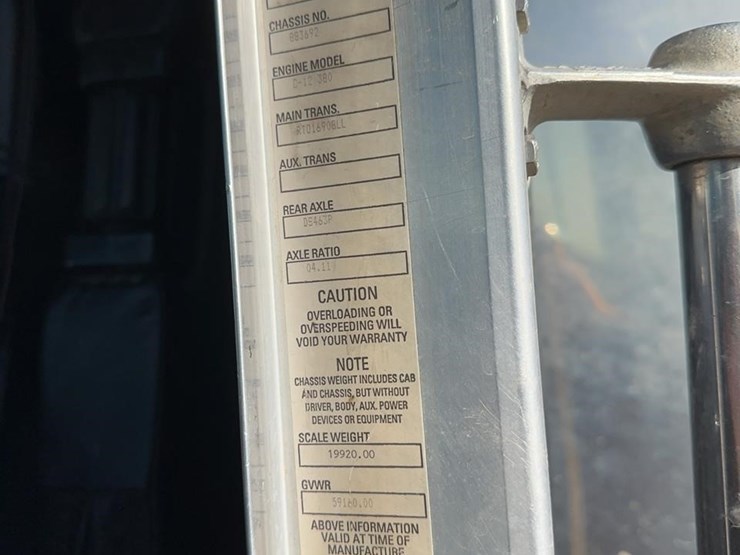 CHASSIS NO.
883692
ENGINE MODEL
D-12-380
MAIN TRANS.
RTO16908LL
AUX. TRANS
REAR AXLE
DS463P
AXLE RATIO
04.11
CAUTION
OVERLOADING OR
OVERSPEEDING WILL
VOID YOUR WARRANTY
NOTE
CHASSIS WEIGHT INCLUDES CAB
AND CHASSIS, BUT WITHOUT
DRIVER, BODY, AUX. POWER
DEVICES OR EQUIPMENT
SCALE WEIGHT
19920.00
GVWR
59160.00
ABOVE INFORMATION
VALID AT TIME OF
MANUFACTURE